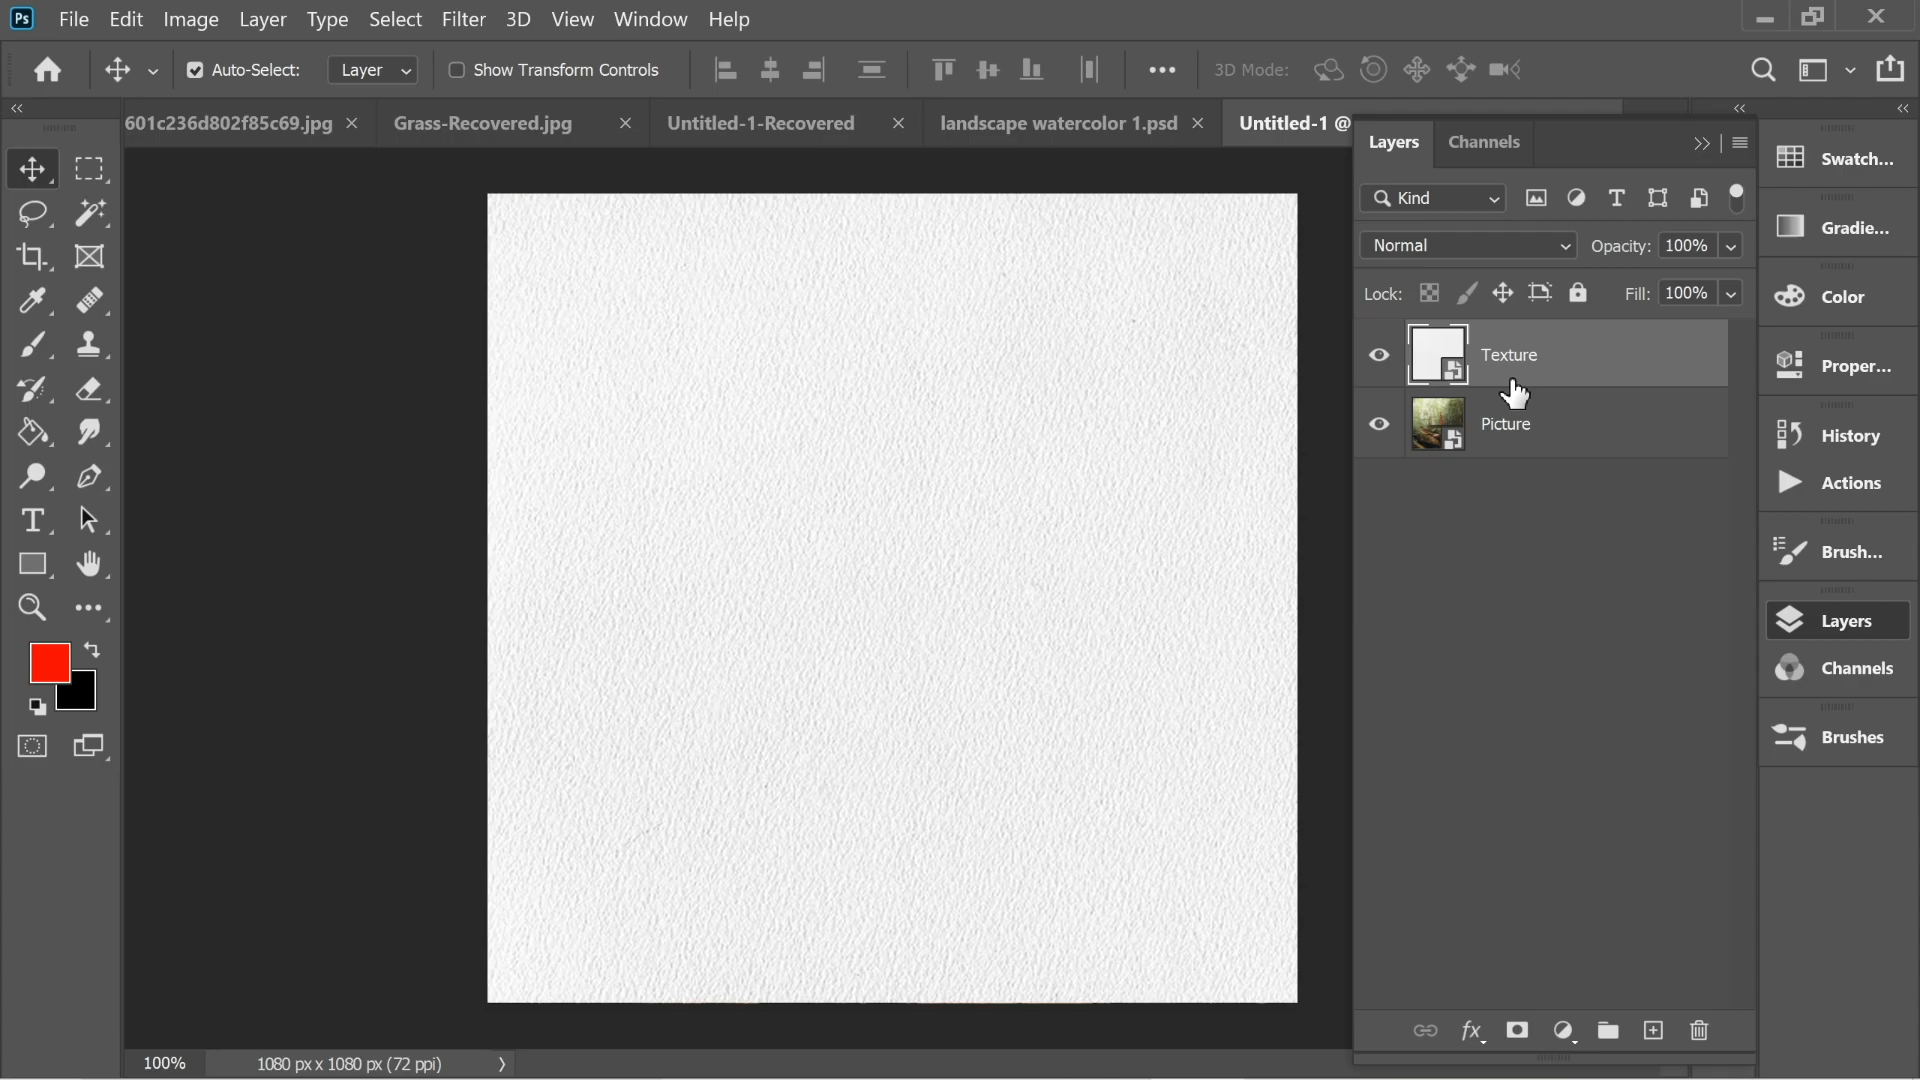 Ps File Edit Image Layer Type Select Filter 3D View Window Help
Auto-Select: Layer Show Transform Controls 3D Mode:
601c236d802f85c69.jpg Grass-Recovered.jpg Untitled-1-Recovered landscape watercolor 1.psd Untitled-1 @
Layers Channels
Kind
Normal Opacity: 100%
Lock: Fill: 100%
Texture
Picture
Swatch...
Gradie...
Color
Proper...
History
Actions
Brush...
Layers
Channels
Brushes
fx
100% 1080 px x 1080 px (72 ppi)